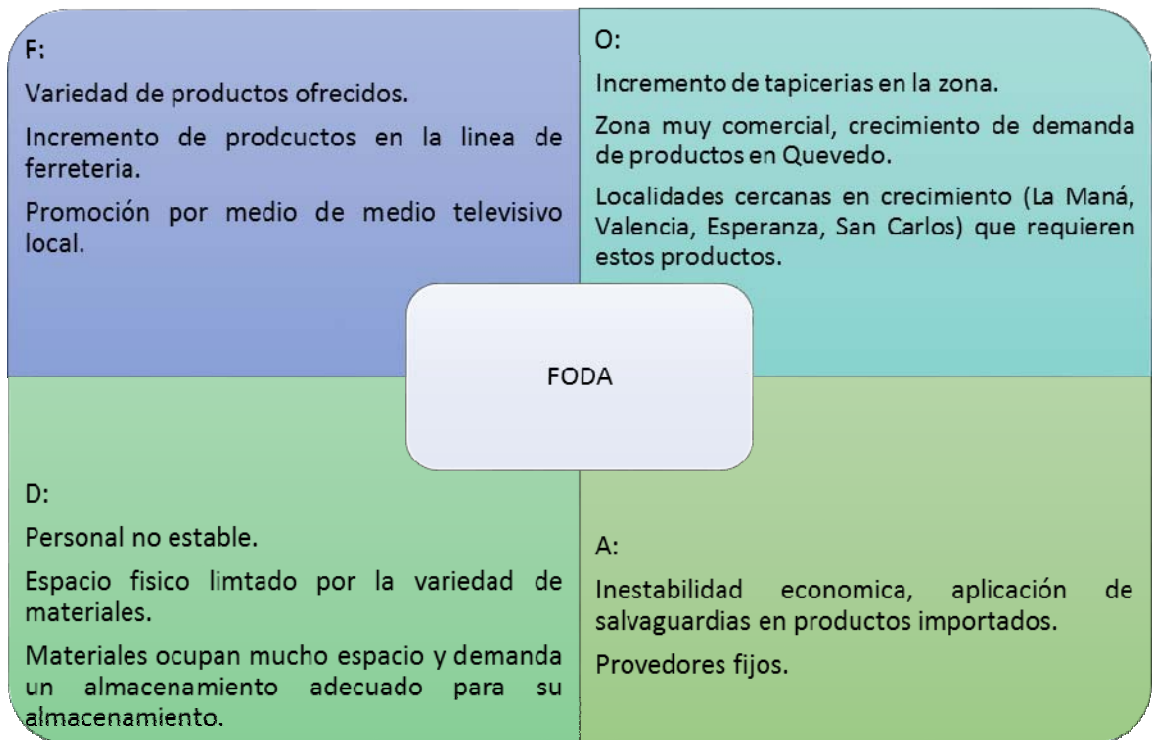 F:
Variedad de productos ofrecidos.
Incremento de prodcuctos en la linea de
ferreteria.
Promoción por medio de medio televisivo
local.
O:
Incremento de tapicerias en la zona.
Zona muy comercial, crecimiento de demanda
de productos en Quevedo.
Localidades cercanas en crecimiento (La Maná,
Valencia, Esperanza, San Carlos) que requieren
estos productos.
FODA
D:
Personal no estable.
Espacio fisico limtado por la variedad de
materiales.
Materiales ocupan mucho espacio y demanda
un almacenamiento adecuado para su
almacenamiento.
A:
Inestabilidad economica, aplicación de
salvaguardias en productos importados.
Provedores fijos.